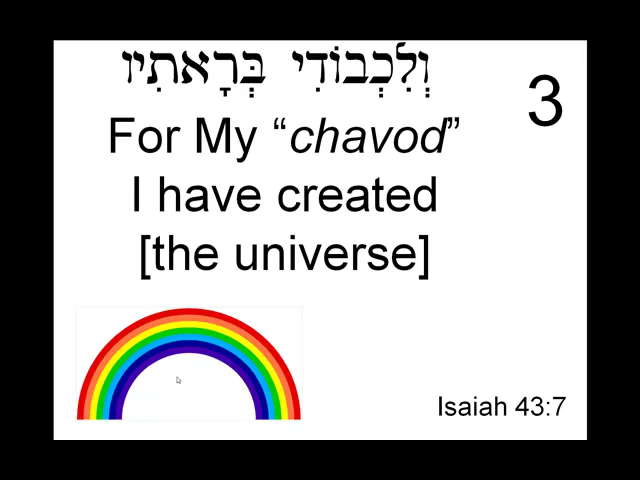 וְלִכְבוֹדִי בְּרָאתִיו
3
For My “chavod”
I have created
[the universe]
Isaiah 43:7